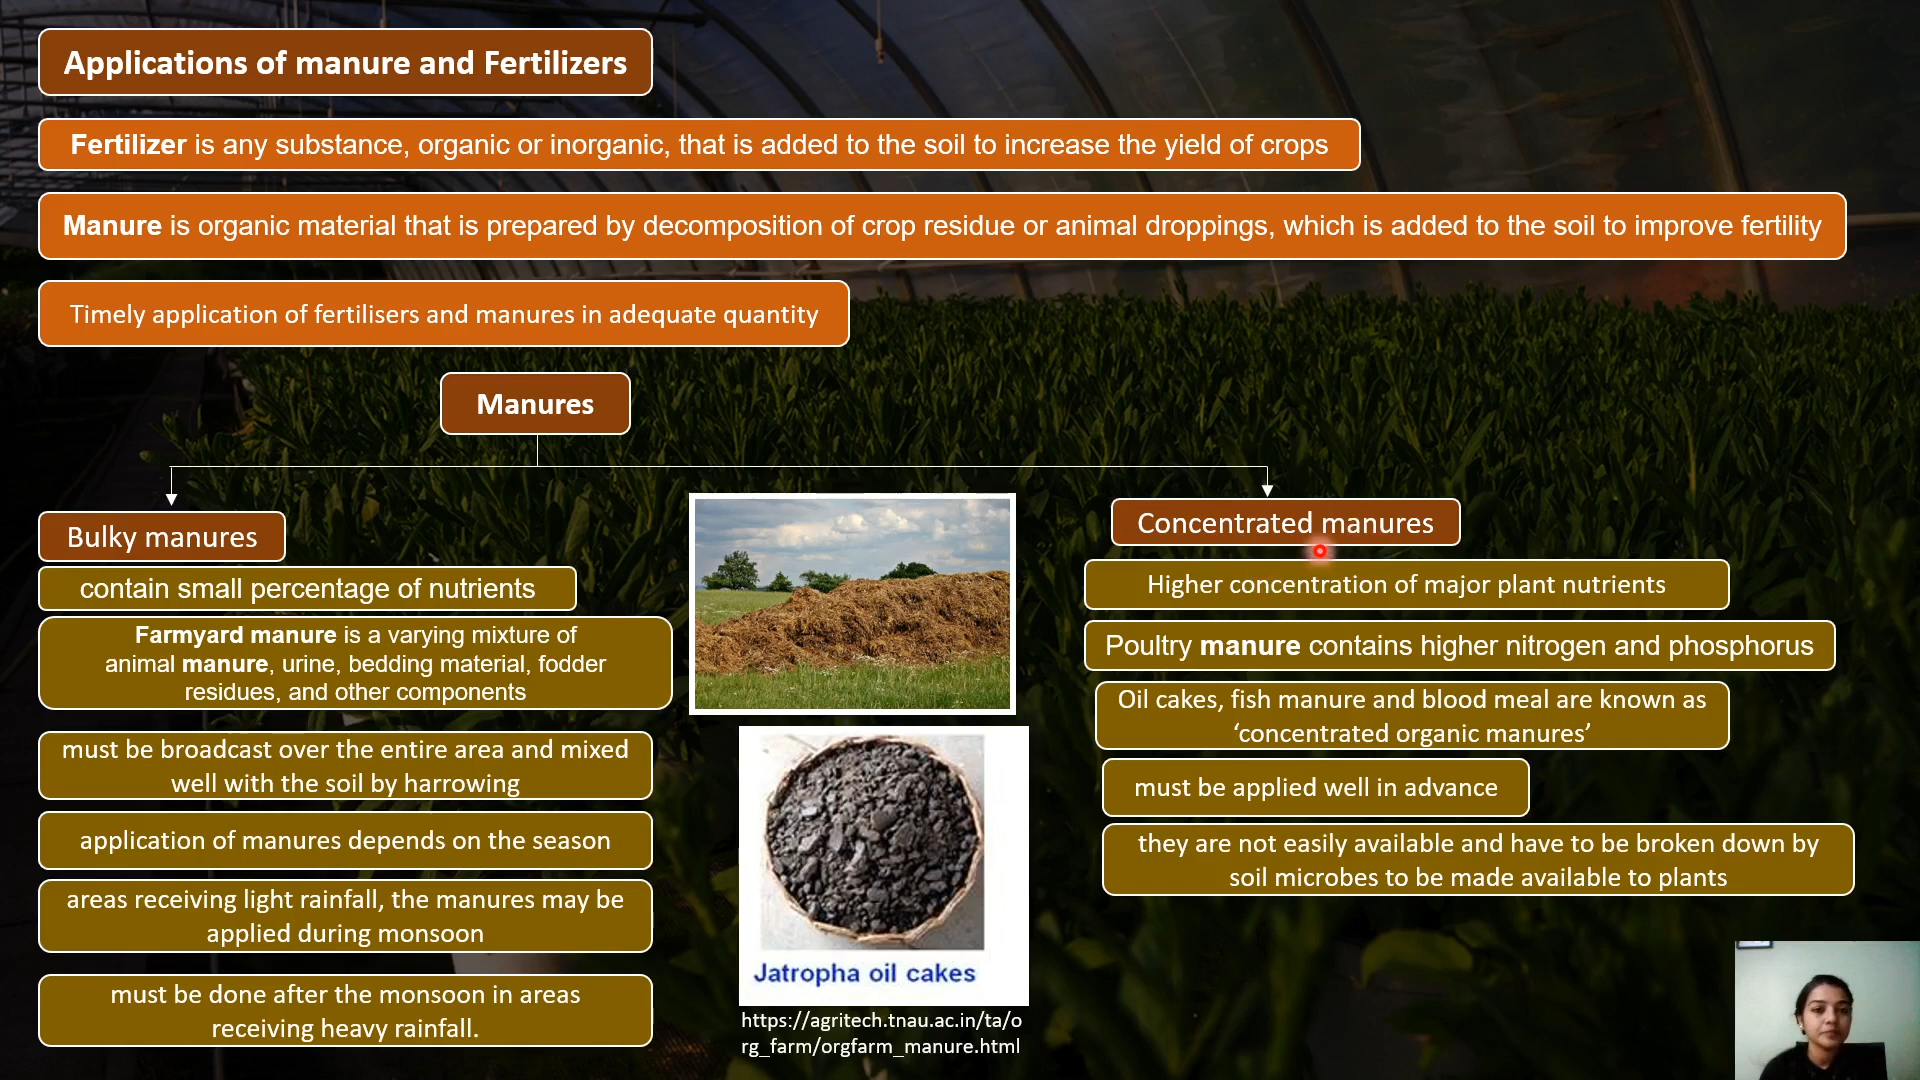 Applications of manure and Fertilizers
Fertilizer is any substance, organic or inorganic, that is added to the soil to increase the yield of crops
Manure is organic material that is prepared by decomposition of crop residue or animal droppings, which is added to the soil to improve fertility
Timely application of fertilisers and manures in adequate quantity
Manures
Bulky manures
contain small percentage of nutrients
Farmyard manure is a varying mixture of
animal manure, urine, bedding material, fodder
residues, and other components
must be broadcast over the entire area and mixed
well with the soil by harrowing
application of manures depends on the season
areas receiving light rainfall, the manures may be
applied during monsoon
must be done after the monsoon in areas
receiving heavy rainfall.
Jatropha oil cakes
https://agritech.tnau.ac.in/ta/o
rg_farm/orgfarm_manure.html
Concentrated manures
Higher concentration of major plant nutrients
Poultry manure contains higher nitrogen and phosphorus
Oil cakes, fish manure and blood meal are known as
‘concentrated organic manures’
must be applied well in advance
they are not easily available and have to be broken down by
soil microbes to be made available to plants